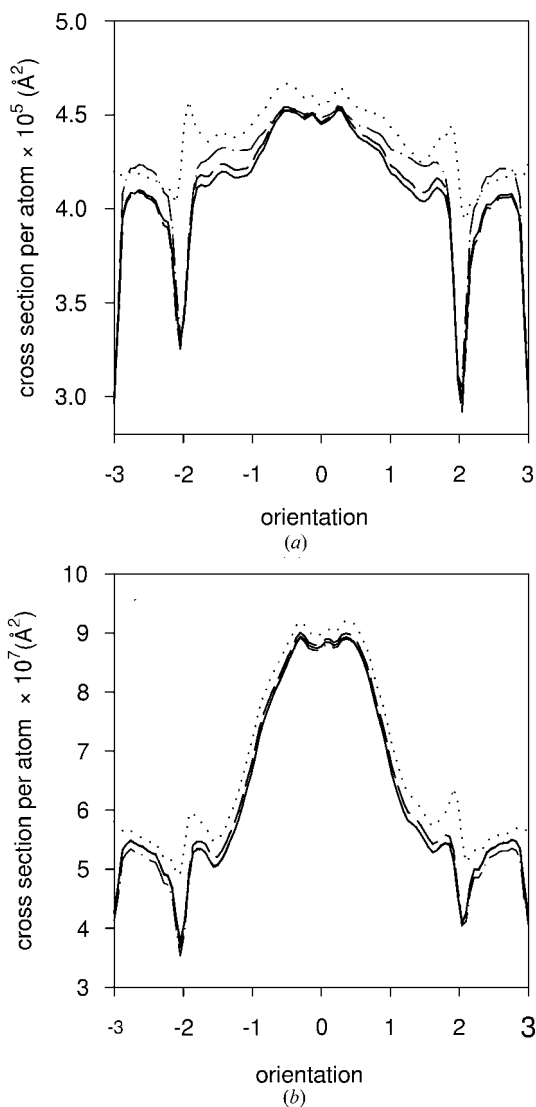 5.0
4.5
4.0
3.5
3.0
cross section per atom × 10⁵ (Å²)
-3 -2 -1 0 1 2 3
orientation
(a)
10
9
8
7
6
5
4
3
cross section per atom × 10⁷(Å²)
-3 -2 -1 0 1 2 3
orientation
(b)